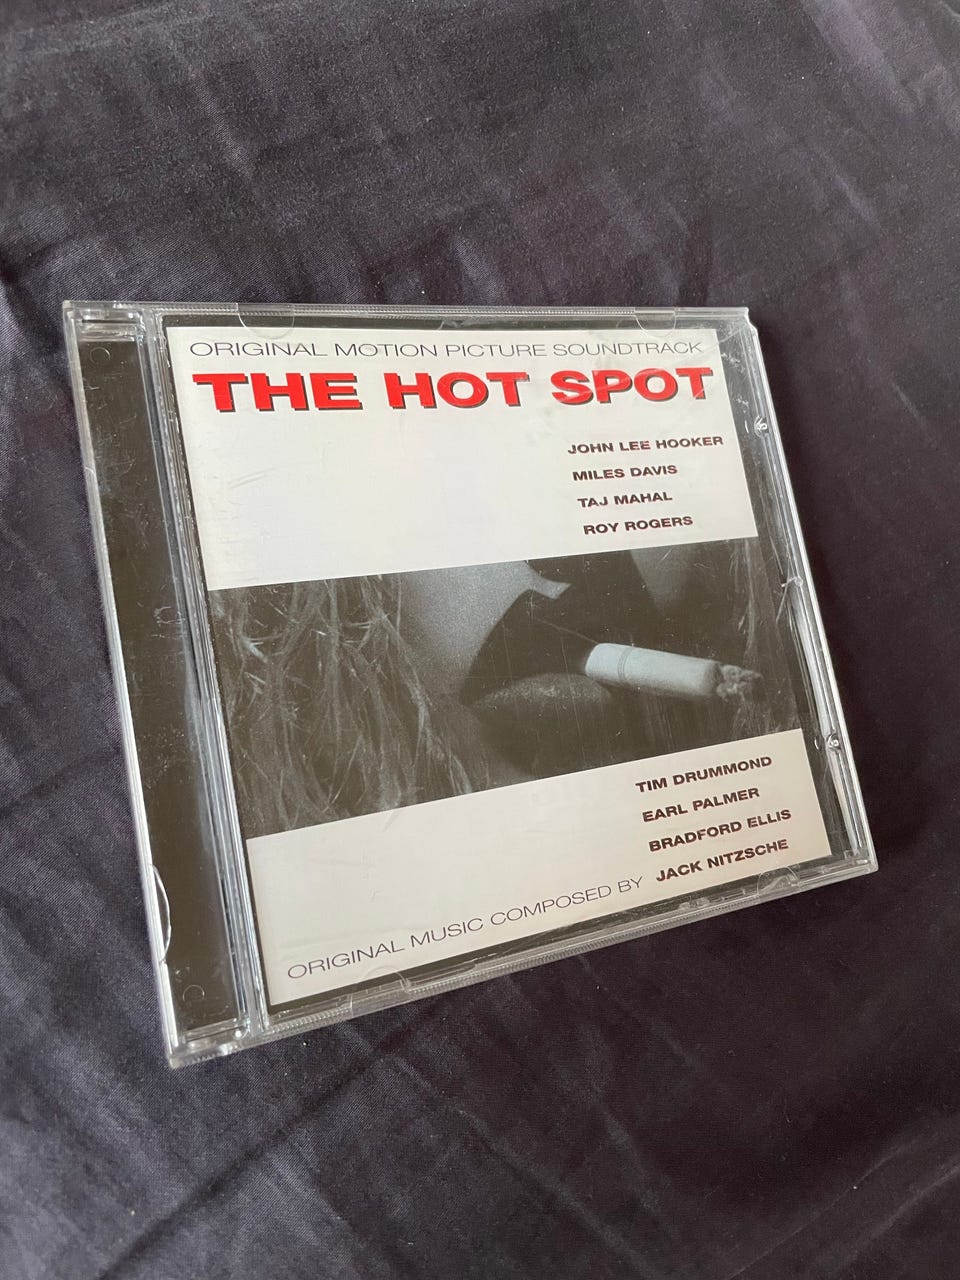 ORIGINAL MOTION PICTURE SOUNDTRACK
THE HOT SPOT
JOHN LEE HOOKER
MILES DAVIS
TAJ MAHAL
ROY ROGERS
TIM DRUMMOND
EARL PALMER
BRADFORD ELLIS
ORIGINAL MUSIC COMPOSED BY JACK NITZSCHE